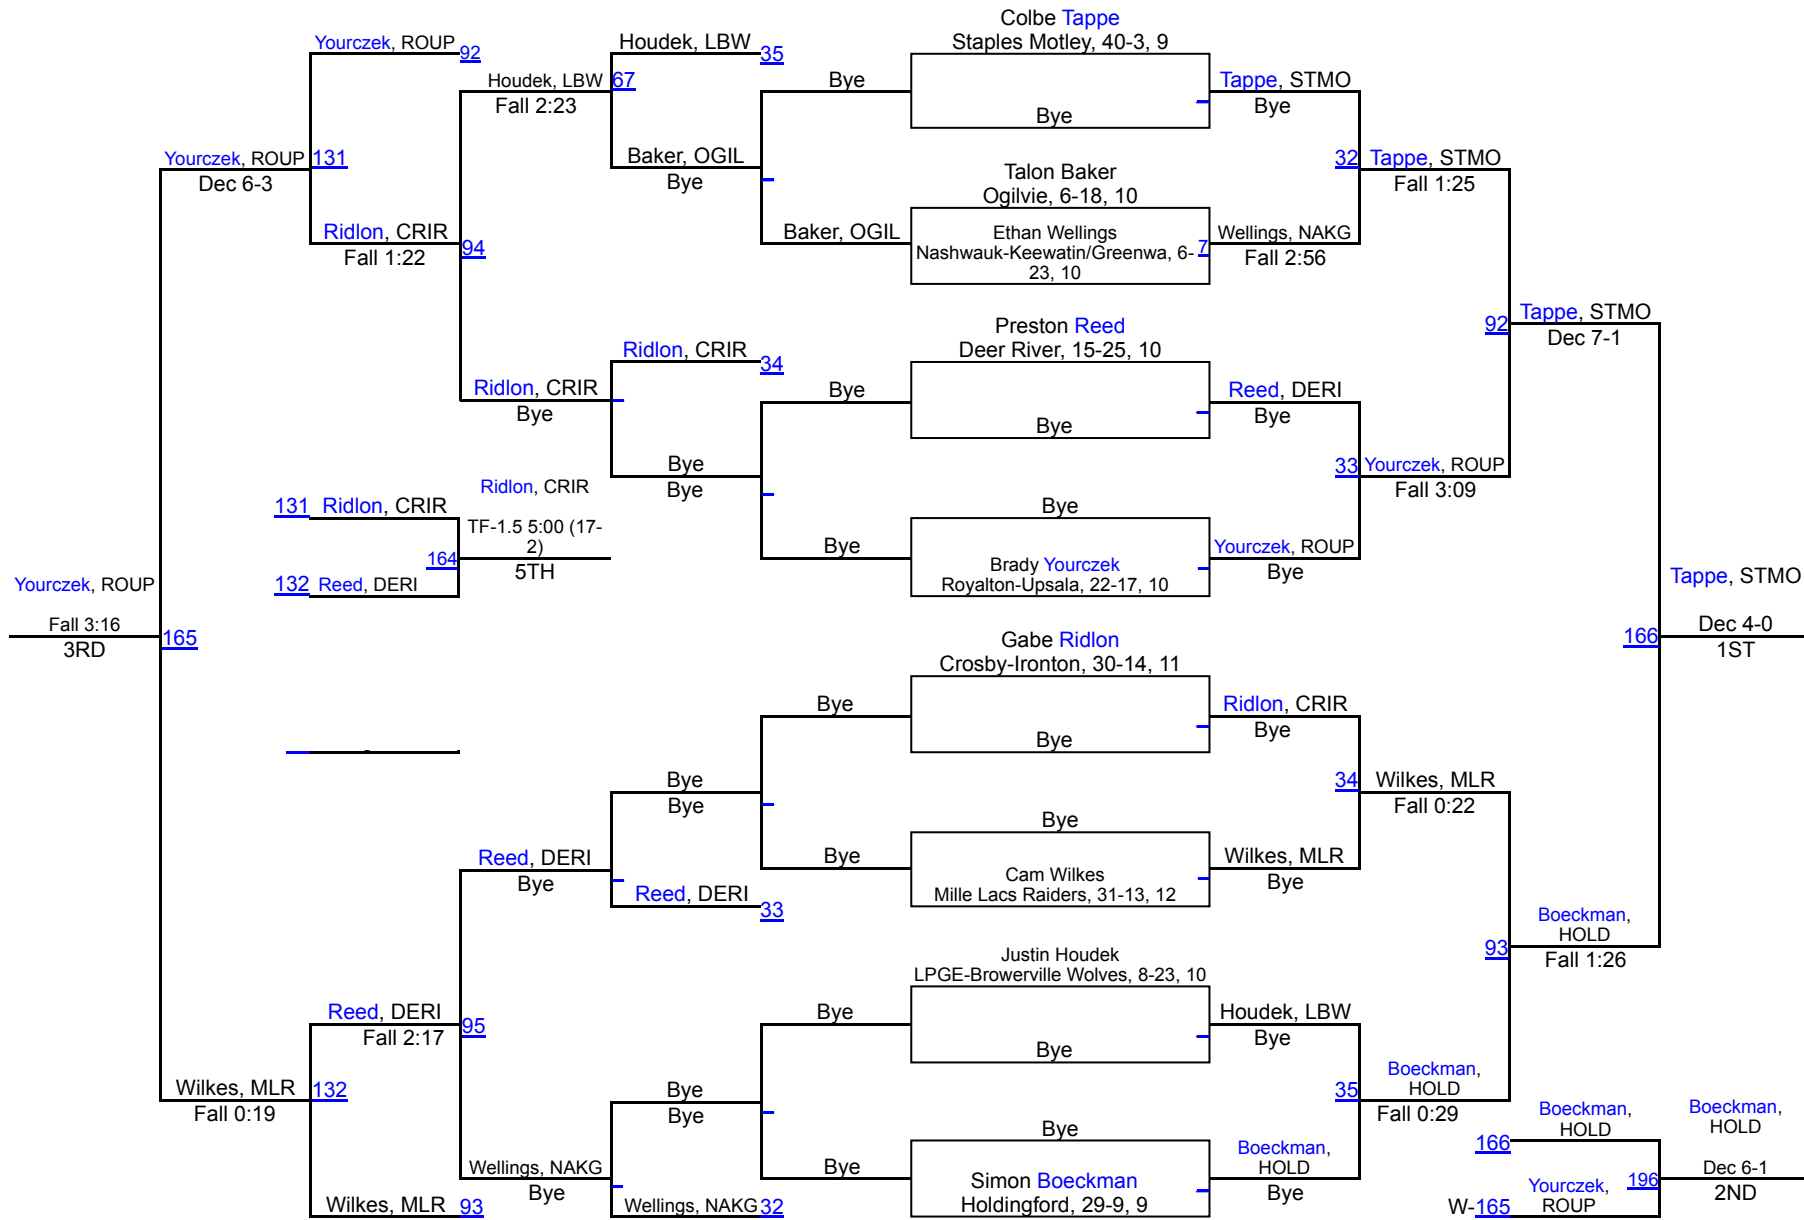 Colbe Tappe
Staples Motley, 40-3, 9
Bye
Talon Baker
Ogilvie, 6-18, 10
Ethan Wellings
Nashwauk-Keewatin/Greenwa, 6-
23, 10
7
Preston Reed
Deer River, 15-25, 10
Bye
Bye
Brady Yourczek
Royalton-Upsala, 22-17, 10
Gabe Ridlon
Crosby-Ironton, 30-14, 11
Bye
Bye
Cam Wilkes
Mille Lacs Raiders, 31-13, 12
Justin Houdek
LPGE-Browerville Wolves, 8-23, 10
Bye
Bye
Simon Boeckman
Holdingford, 29-9, 9
Tappe, STMO
Bye
Wellings, NAKG
Fall 2:56
Reed, DERI
Bye
Yourczek, ROUP
Bye
Ridlon, CRIR
Bye
Wilkes, MLR
Bye
Houdek, LBW
Bye
Boeckman,
HOLD
Bye
32
Tappe, STMO
Fall 1:25
33
Yourczek, ROUP
Fall 3:09
34
Wilkes, MLR
Fall 0:22
35
Boeckman,
HOLD
Fall 0:29
92
Tappe, STMO
Dec 7-1
93
Boeckman,
HOLD
Fall 1:26
166
Tappe, STMO
Dec 4-0
1ST
Boeckman,
HOLD
166
Yourczek,
ROUP
W-165
196
Boeckman,
HOLD
Dec 6-1
2ND
Bye
Baker, OGIL
Bye
Bye
Bye
Bye
Bye
Bye
Houdek, LBW
35
Baker, OGIL
Bye
Ridlon, CRIR
34
Bye
Bye
Bye
Bye
Reed, DERI
33
Bye
Bye
Wellings, NAKG
32
Houdek, LBW
67
Fall 2:23
Ridlon, CRIR
Bye
Reed, DERI
Bye
Wellings, NAKG
Bye
Yourczek, ROUP
92
Ridlon, CRIR
94
Fall 1:22
Reed, DERI
95
Fall 2:17
Wilkes, MLR
93
Yourczek, ROUP
131
Dec 6-3
Wilkes, MLR
132
Fall 0:19
131
Ridlon, CRIR
132
Reed, DERI
164
Ridlon, CRIR
TF-1.5 5:00 (17-
2)
5TH
Yourczek, ROUP
Fall 3:16
165
3RD